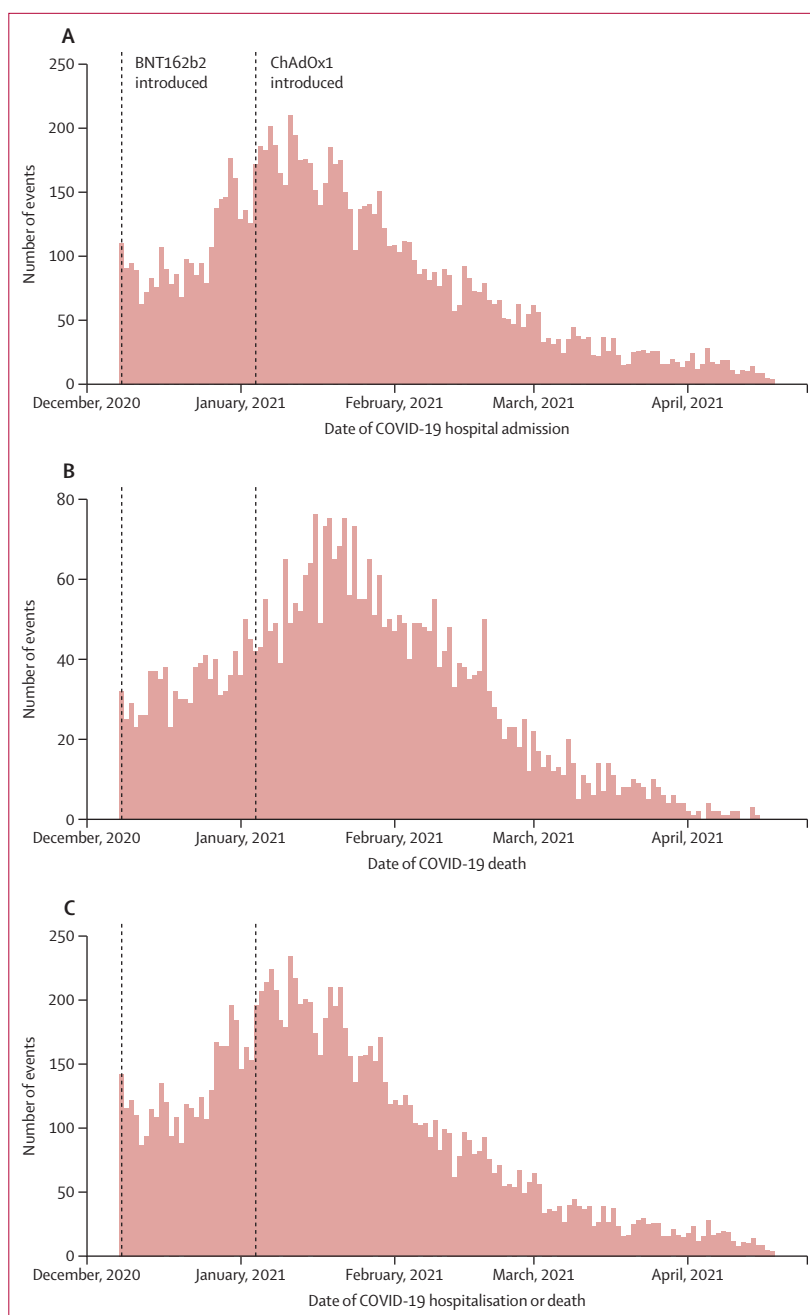 A
BNT162b2
introduced
ChAdOx1
introduced
250
200
150
100
50
0
Number of events
December, 2020
January, 2021
February, 2021
March, 2021
April, 2021
Date of COVID-19 hospital admission
B
80
60
40
20
0
Number of events
December, 2020
January, 2021
February, 2021
March, 2021
April, 2021
Date of COVID-19 death
C
250
200
150
100
50
0
Number of events
December, 2020
January, 2021
February, 2021
March, 2021
April, 2021
Date of COVID-19 hospitalisation or death